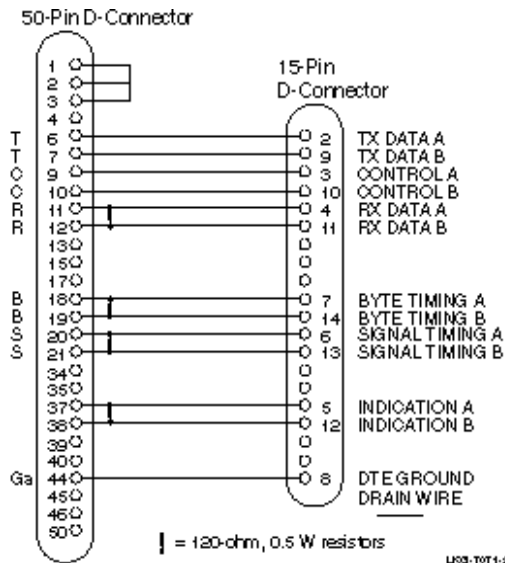 50-Pin D-Connector
15-Pin
D-Connector
1
2
3
4
T 6 2 TX DATA A
T 7 9 TX DATA B
C 9 3 CONTROL A
C 10 10 CONTROL B
R 11 4 RX DATA A
R 12 11 RX DATA B
13
15
17
B 18 7 BYTE TIMING A
B 19 14 BYTE TIMING B
S 20 6 SIGNAL TIMING A
S 21 13 SIGNAL TIMING B
34
35
37 5 INDICATION A
38 12 INDICATION B
39
40
Ga 44 8 DTE GROUND
45 DRAIN WIRE
46
50
= 120-ohm, 0.5 W resistors